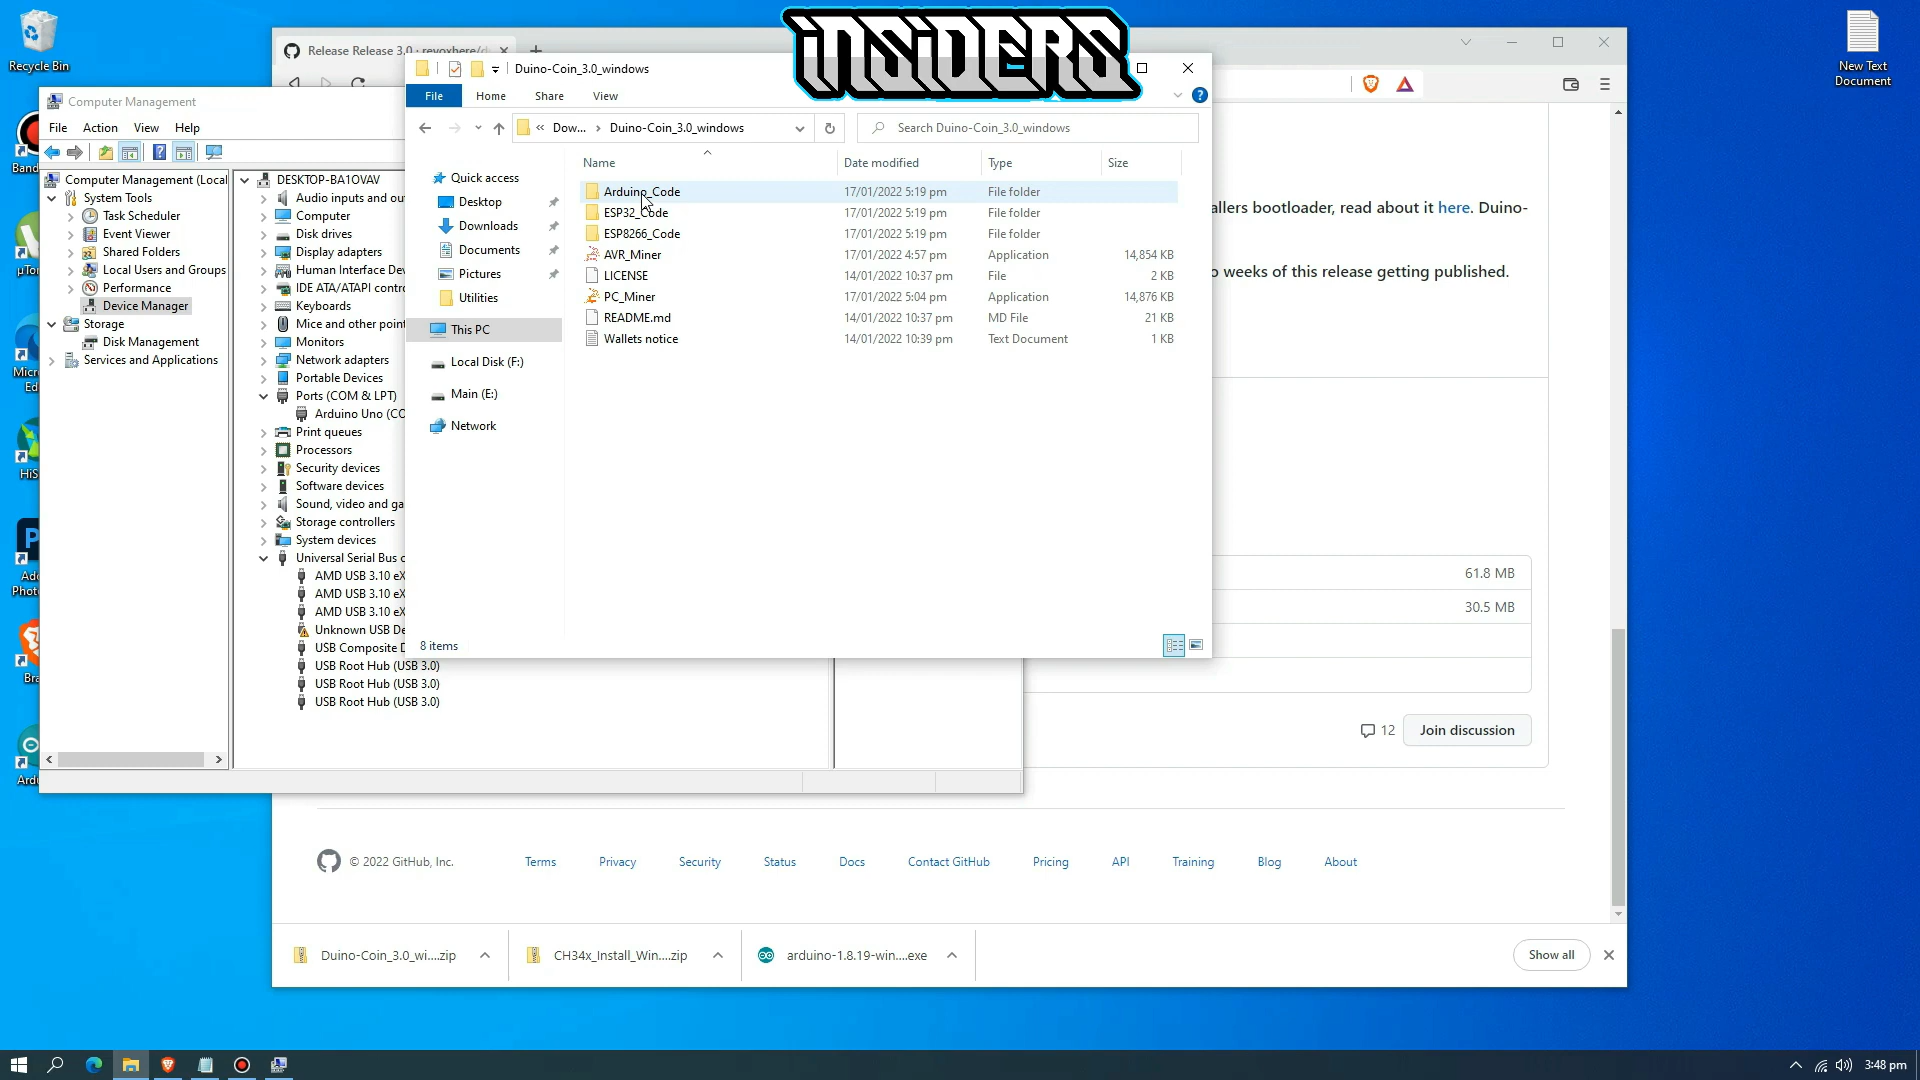 Recycle Bin
New Text
Document
iNSiDERS
Release Release 3.0 · revoxhere/d
Duino-Coin_3.0_windows
File
Home
Share
View
Dow...
Duino-Coin_3.0_windows
Search Duino-Coin_3.0_windows
Name
Date modified
Type
Size
Quick access
Desktop
Downloads
Documents
Pictures
Utilities
This PC
Local Disk (F:)
Main (E:)
Network
Arduino_Code 17/01/2022 5:19 pm File folder
ESP32_Code 17/01/2022 5:19 pm File folder
ESP8266_Code 17/01/2022 5:19 pm File folder
AVR_Miner 17/01/2022 4:57 pm Application 14,854 KB
LICENSE 14/01/2022 10:37 pm File 2 KB
PC_Miner 17/01/2022 5:04 pm Application 14,876 KB
README.md 14/01/2022 10:37 pm MD File 21 KB
Wallets notice 14/01/2022 10:39 pm Text Document 1 KB
8 items
Computer Management
File Action View Help
Computer Management (Local
System Tools
Task Scheduler
Event Viewer
Shared Folders
Local Users and Groups
Performance
Device Manager
Storage
Disk Management
Services and Applications
DESKTOP-BA1OVAV
Audio inputs and ou
Computer
Disk drives
Display adapters
Human Interface Dev
IDE ATA/ATAPI contro
Keyboards
Mice and other point
Monitors
Network adapters
Portable Devices
Ports (COM & LPT)
Arduino Uno (CO
Print queues
Processors
Security devices
Software devices
Sound, video and ga
Storage controllers
System devices
Universal Serial Bus c
AMD USB 3.10 eX
AMD USB 3.10 eX
AMD USB 3.10 eX
Unknown USB De
USB Composite D
USB Root Hub (USB 3.0)
USB Root Hub (USB 3.0)
USB Root Hub (USB 3.0)
Band
µTor
Micr
Ed
HiS
Ado
Photo
Bra
Ardu
allers bootloader, read about it here. Duino-
o weeks of this release getting published.
61.8 MB
30.5 MB
12
Join discussion
© 2022 GitHub, Inc.
Terms
Privacy
Security
Status
Docs
Contact GitHub
Pricing
API
Training
Blog
About
Duino-Coin_3.0_wi....zip
CH34x_Install_Win....zip
arduino-1.8.19-win....exe
Show all
3:48 pm